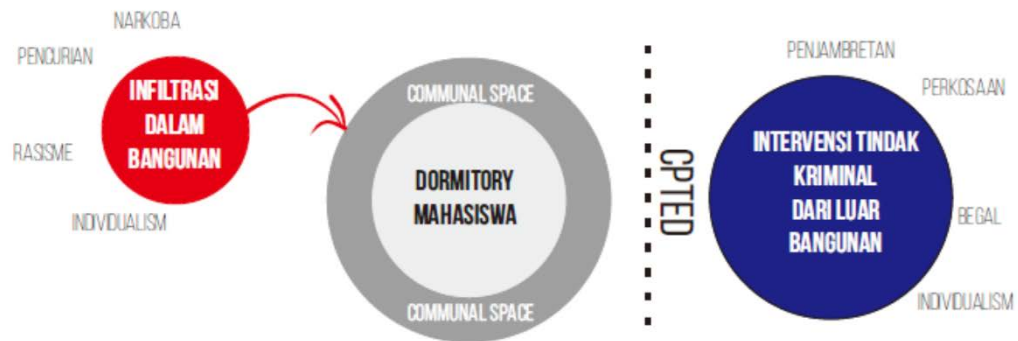 NARKOBA
PENCURIAN
INFILTRASI
DALAM
BANGUNAN
RASISME
INDIVIDUALISM
COMMUNAL SPACE
DORMITORY
MAHASISWA
COMMUNAL SPACE
CPTED
PENJAMBRETAN
PERKOSAAN
INTERVENSI TINDAK
KRIMINAL
DARI LUAR
BANGUNAN
BEGAL
INDIVIDUALISM